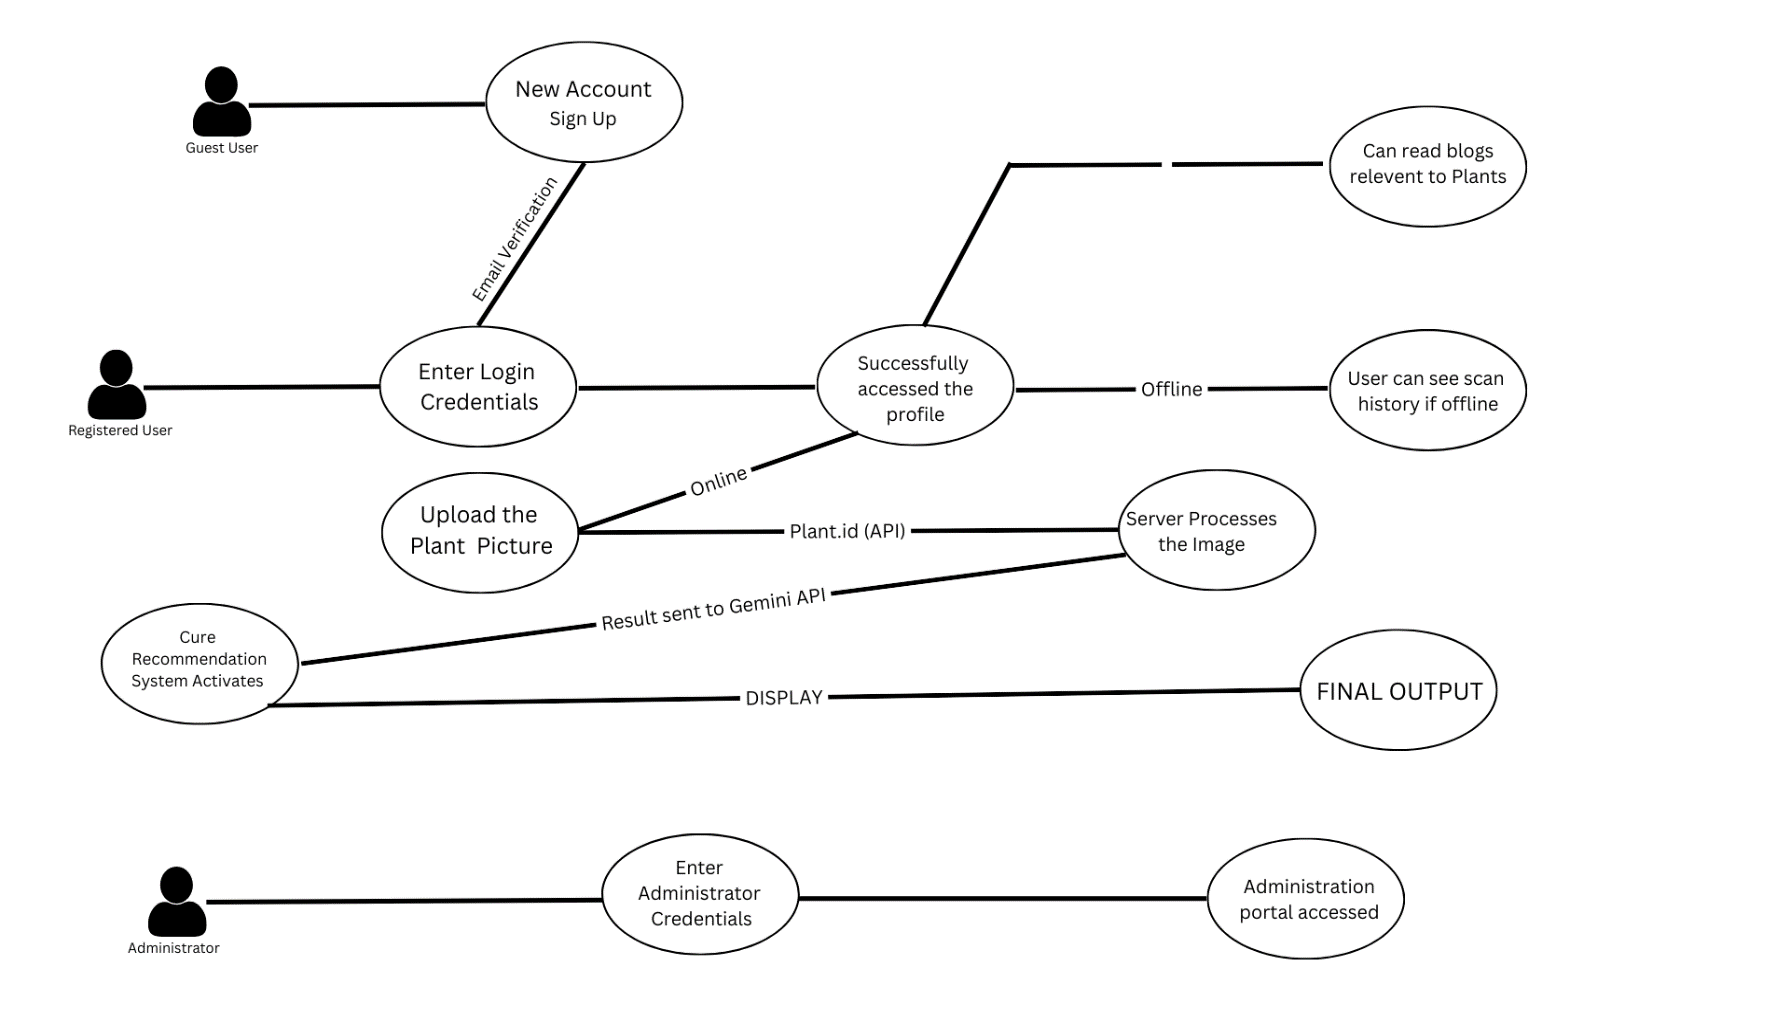 New Account
Sign Up
Guest User
Email Verification
Can read blogs
relevent to Plants
Enter Login
Credentials
Registered User
Successfully
accessed the
profile
Offline
User can see scan
history if offline
Online
Upload the
Plant Picture
Plant.id (API)
Server Processes
the Image
Result sent to Gemini API
Cure
Recommendation
System Activates
DISPLAY
FINAL OUTPUT
Enter
Administrator
Credentials
Administration
portal accessed
Administrator